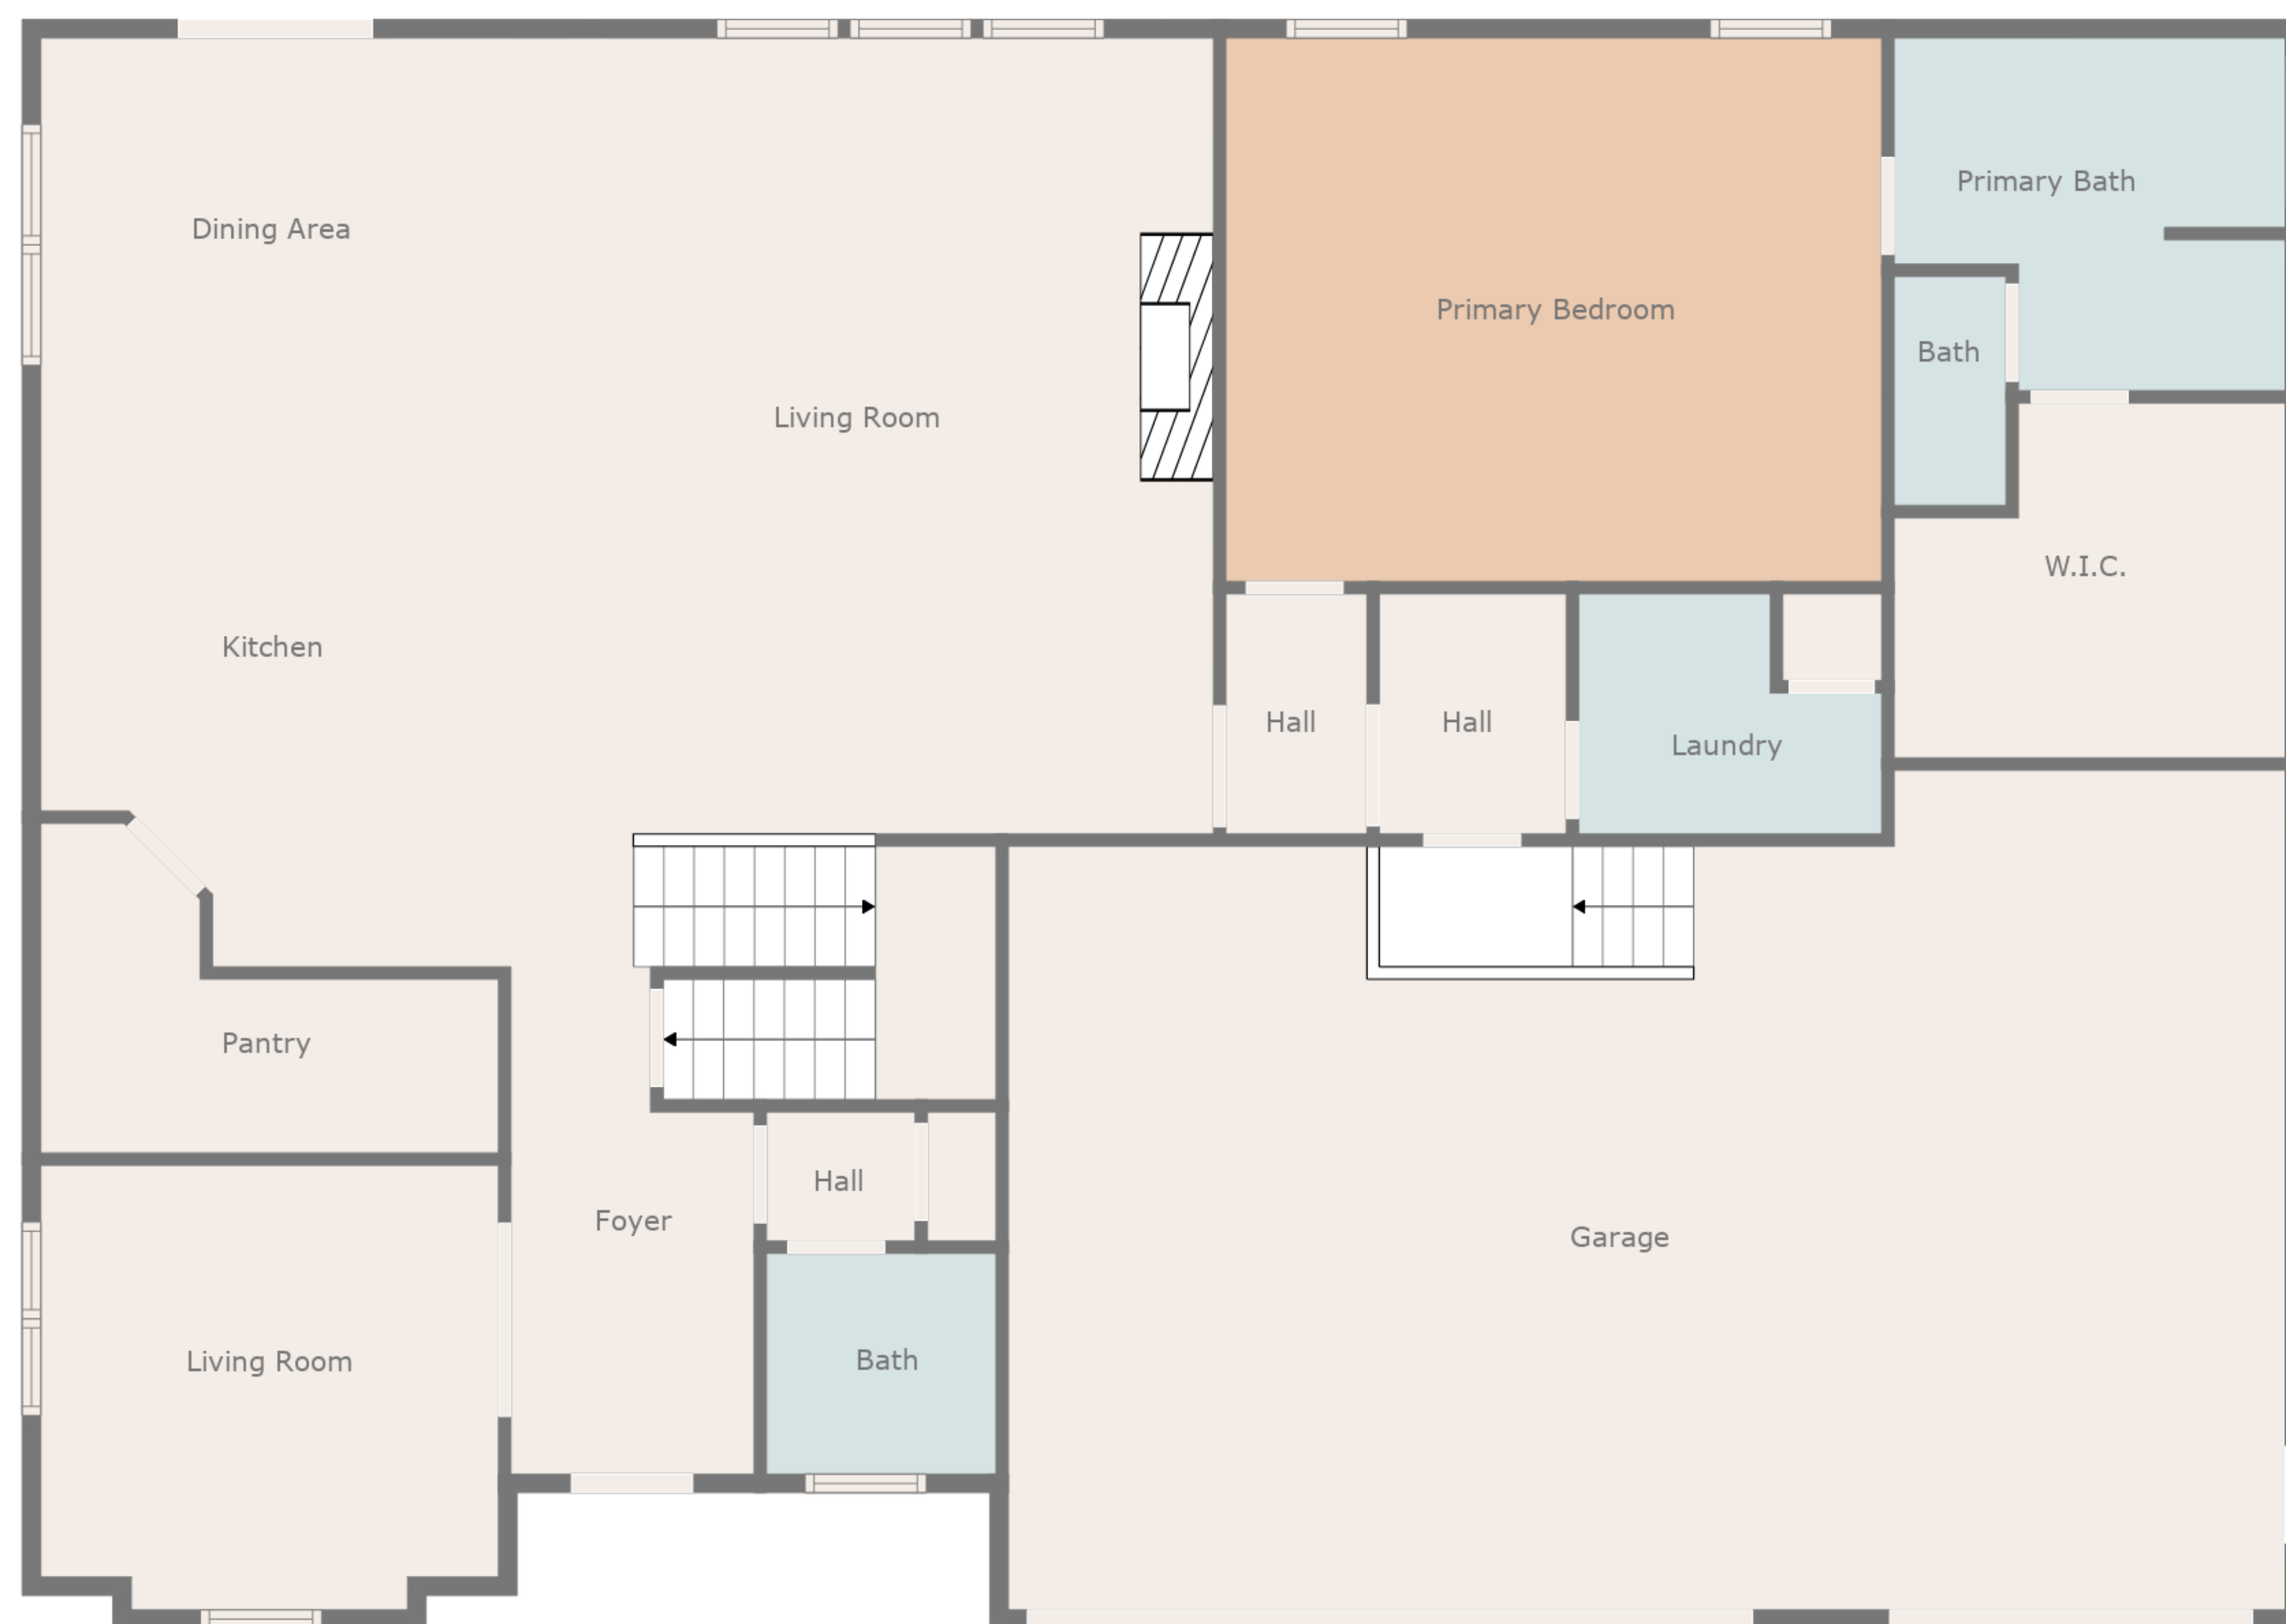 Primary Bath
Dining Area
Primary Bedroom
Bath
Living Room
W.I.C.
Kitchen
Hall
Hall
Laundry
Pantry
Hall
Foyer
Garage
Living Room
Bath